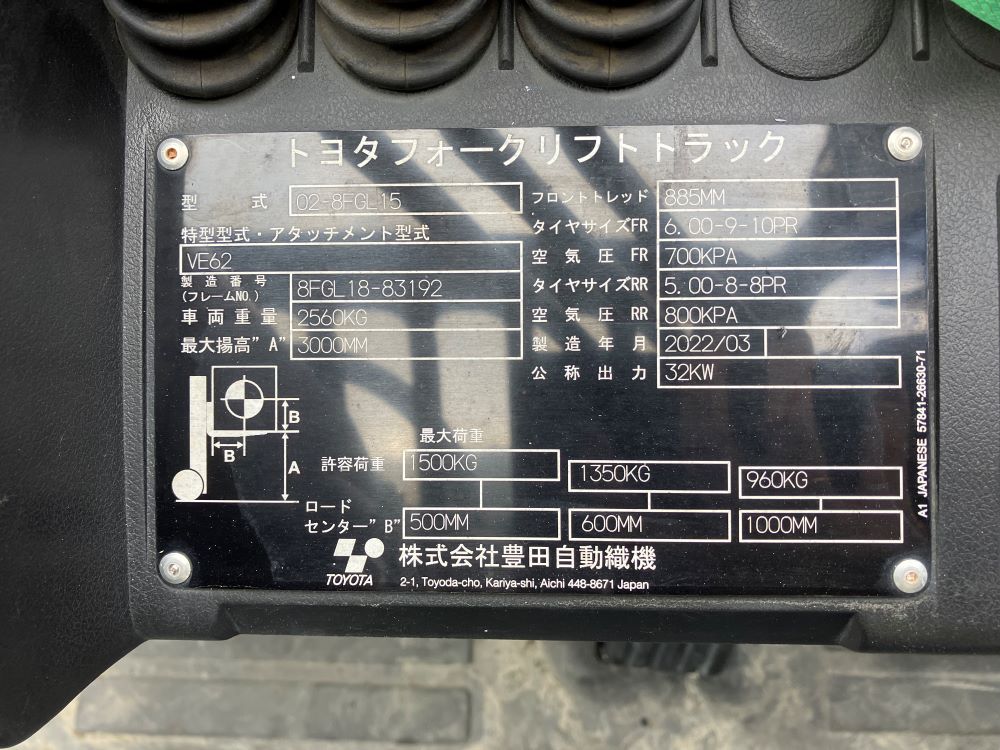 トヨタフォークリフトトラック
型式 02-8FGL15
特型型式・アタッチメント型式
VE62
製造番号 8FGL18-83192
(フレームNO.)
車両重量 2560KG
最大揚高"A" 3000MM
フロントトレッド 885MM
タイヤサイズFR 6.00-9-10PR
空気圧 FR 700KPA
タイヤサイズRR 5.00-8-8PR
空気圧 RR 800KPA
製造年月 2022/03
公称出力 32KW
B
B
A
最大荷重
許容荷重 1500KG 1350KG 960KG
ロード
センター"B" 500MM 600MM 1000MM
TOYOTA
株式会社豊田自動織機
2-1, Toyoda-cho, Kariya-shi, Aichi 448-8671 Japan
A1 JAPANESE 57841-26630-71